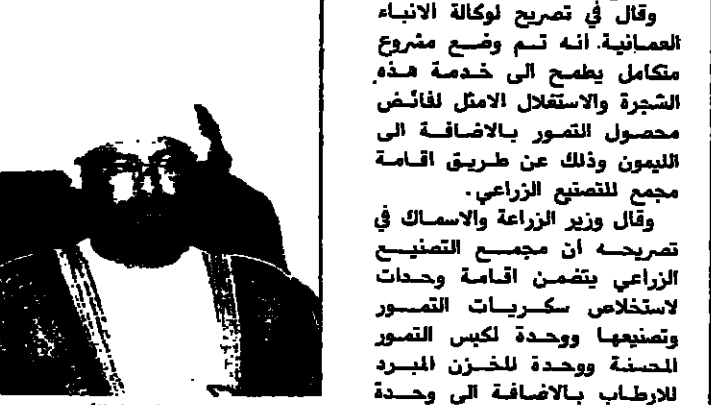 وقال في تصريح لوكالة الانباء
العمانية. انه تم وضع مشروع
متكامل يطمح الى خدمة هذه
الشجرة والاستغلال الامثل لفائض
محصول التمور بالاضافة الى
الليمون وذلك عن طريق اقامة
مجمع للتصنيع الزراعي.
وقال وزير الزراعة والاسماك في
تصريحه ان مجمع التصنيع
الزراعي يتضمن اقامة وحدات
لاستخلاص سكريات التمور
وتصنيعها ووحدة لكبس التمور
المحسنة ووحدة للخزن المبرد
للارطاب بالاضافة الى وحدة